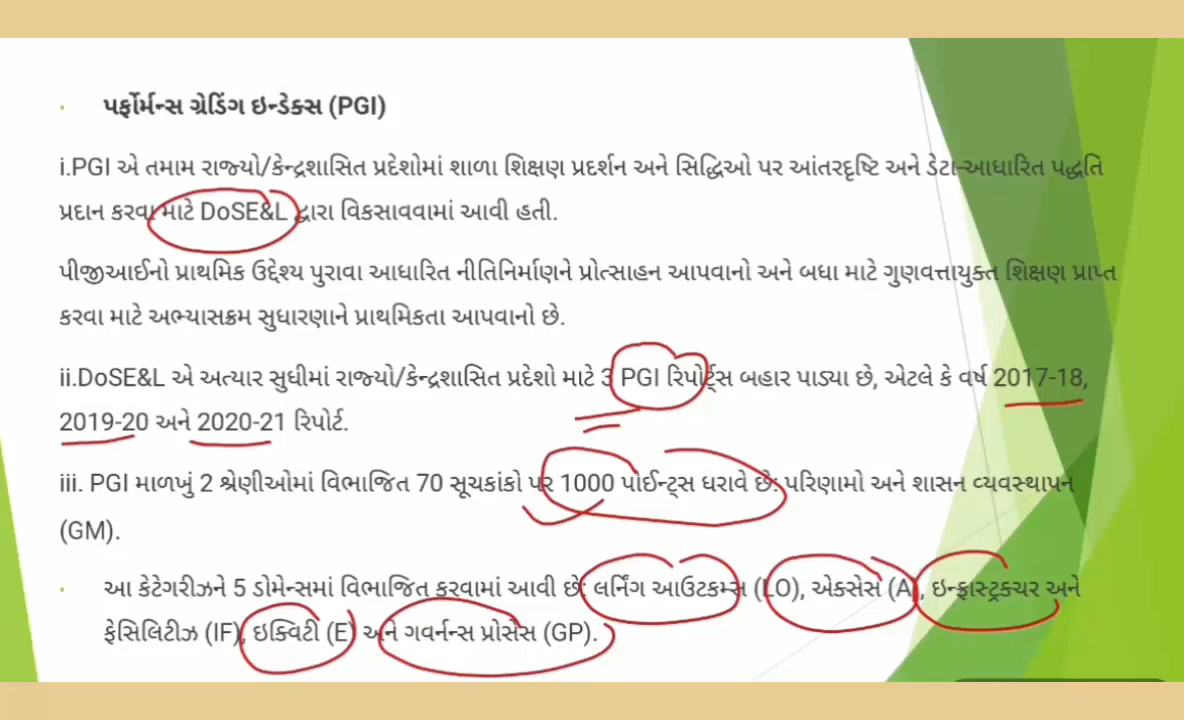 પર્ફોર્મન્સ ગ્રેડિંગ ઇન્ડેક્સ (PGI)
i.PGI એ તમામ રાજ્યો/કેન્દ્રશાસિત પ્રદેશોમાં શાળા શિક્ષણ પ્રદર્શન અને સિદ્ધિઓ પર આંતરદૃષ્ટિ અને ડેટા-આધારિત પદ્ધતિ
પ્રદાન કરવા માટે DoSE&L દ્વારા વિકસાવવામાં આવી હતી.
પીજીઆઈનો પ્રાથમિક ઉદ્દેશ્ય પુરાવા આધારિત નીતિનિર્માણને પ્રોત્સાહન આપવાનો અને બધા માટે ગુણવત્તાયુક્ત શિક્ષણ પ્રાપ્ત
કરવા માટે અભ્યાસક્રમ સુધારણાને પ્રાથમિકતા આપવાનો છે.
ii.DoSE&L એ અત્યાર સુધીમાં રાજ્યો/કેન્દ્રશાસિત પ્રદેશો માટે 3 PGI રિપોર્ટ્સ બહાર પાડ્યા છે, એટલે કે વર્ષ 2017-18,
2019-20 અને 2020-21 રિપોર્ટ.
iii. PGI માળખું 2 શ્રેણીઓમાં વિભાજિત 70 સૂચકાંકો પર 1000 પોઈન્ટ્સ ધરાવે છે: પરિણામો અને શાસન વ્યવસ્થાપન
(GM).
આ કેટેગરીઝને 5 ડોમેન્સમાં વિભાજિત કરવામાં આવી છે: લર્નિંગ આઉટકમ્સ (LO), એક્સેસ (A), ઇન્ફ્રાસ્ટ્રક્ચર અને
ફેસિલિટીઝ (IF), ઇક્વિટી (E) અને ગવર્નન્સ પ્રોસેસ (GP).